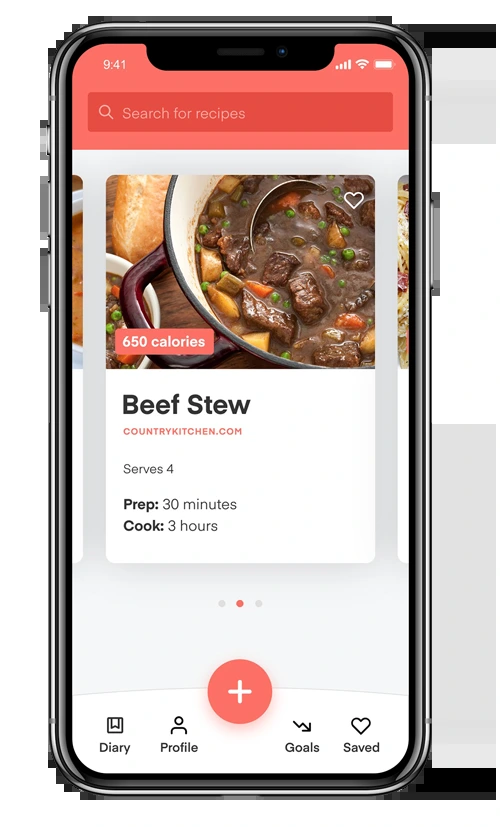 9:41
Search for recipes
650 calories
Beef Stew
COUNTRYKITCHEN.COM
Serves 4
Prep: 30 minutes
Cook: 3 hours
Diary Profile Goals Saved